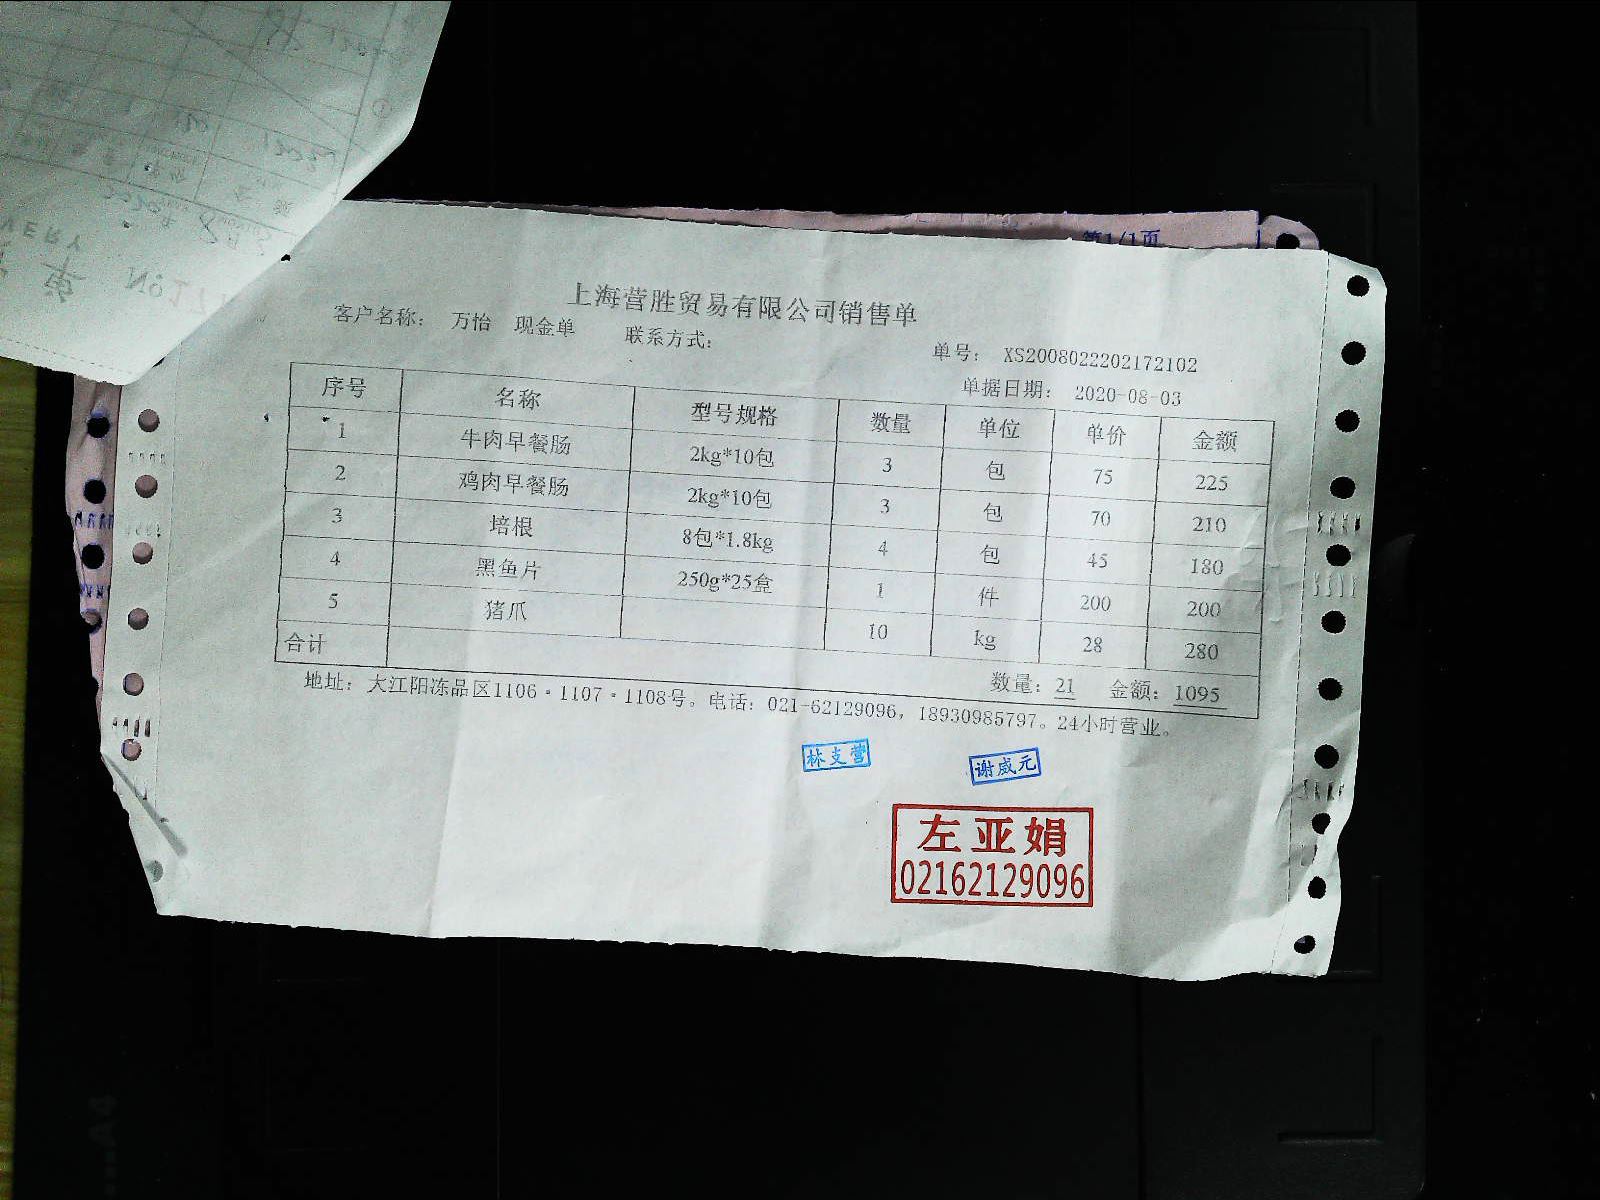 第1/1页
上海营胜贸易有限公司销售单
客户名称： 万怡 现金单 联系方式：
单号： XS2008022202172102
单据日期： 2020-08-03
序号 名称 型号规格 数量 单位 单价 金额
1 牛肉早餐肠 2kg*10包 3 包 75 225
2 鸡肉早餐肠 2kg*10包 3 包 70 210
3 培根 8包*1.8kg 4 包 45 180
4 黑鱼片 250g*25盒 1 件 200 200
5 猪爪 10 kg 28 280
合计 数量：21 金额：1095
地址：大江阳冻品区1106·1107·1108号。电话：021-62129096，18930985797。24小时营业。
林支营 谢威元
左亚娟
02162129096